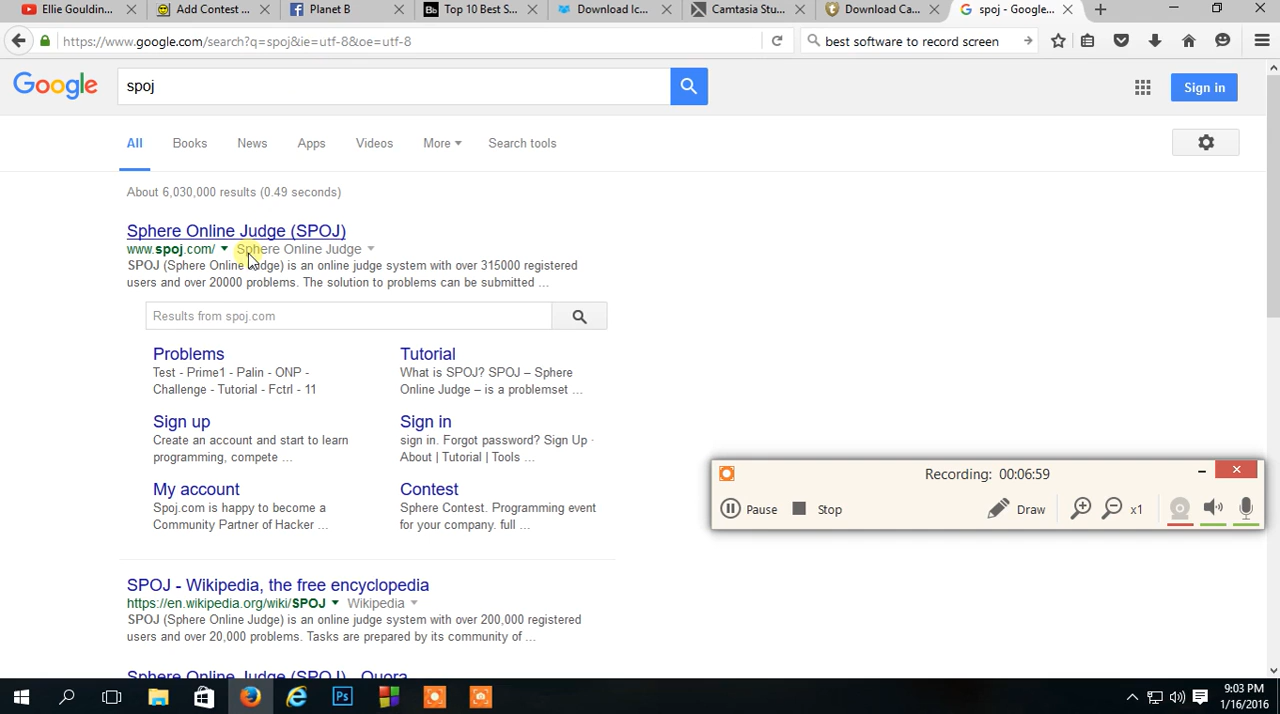 Ellie Goulding...
Add Contest ...
Planet B
Top 10 Best S...
Download Ic...
Camtasia Studi...
Download Ca...
spoj - Google...
https://www.google.com/search?q=spoj&ie=utf-8&oe=utf-8
best software to record screen
Google
spoj
Sign in
All
Books
News
Apps
Videos
More
Search tools
About 6,030,000 results (0.49 seconds)
Sphere Online Judge (SPOJ)
www.spoj.com/ Sphere Online Judge
SPOJ (Sphere Online Judge) is an online judge system with over 315000 registered
users and over 20000 problems. The solution to problems can be submitted ...
Results from spoj.com
Problems
Test - Prime1 - Palin - ONP -
Challenge - Tutorial - Fctrl - 11
Tutorial
What is SPOJ? SPOJ – Sphere
Online Judge – is a problemset ...
Sign up
Create an account and start to learn
programming, compete ...
Sign in
sign in. Forgot password? Sign Up ·
About | Tutorial | Tools ...
My account
Spoj.com is happy to become a
Community Partner of Hacker ...
Contest
Sphere Contest. Programming event
for your company. full ...
Recording: 00:06:59
Pause
Stop
Draw
x1
SPOJ - Wikipedia, the free encyclopedia
https://en.wikipedia.org/wiki/SPOJ Wikipedia
SPOJ (Sphere Online Judge) is an online judge system with over 200,000 registered
users and over 20,000 problems. Tasks are prepared by its community of ...
Sphere Online Judge (SPOJ) - Quora
9:03 PM
1/16/2016